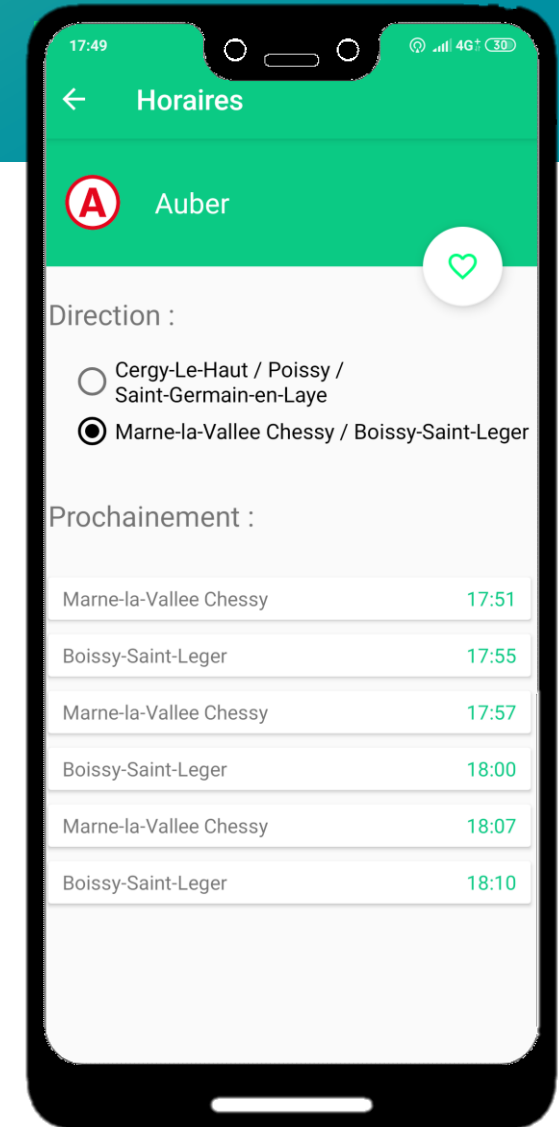 17:49
4G+ 30
Horaires
A
Auber
Direction :
Cergy-Le-Haut / Poissy /
Saint-Germain-en-Laye
Marne-la-Vallee Chessy / Boissy-Saint-Leger
Prochainement :
Marne-la-Vallee Chessy 17:51
Boissy-Saint-Leger 17:55
Marne-la-Vallee Chessy 17:57
Boissy-Saint-Leger 18:00
Marne-la-Vallee Chessy 18:07
Boissy-Saint-Leger 18:10